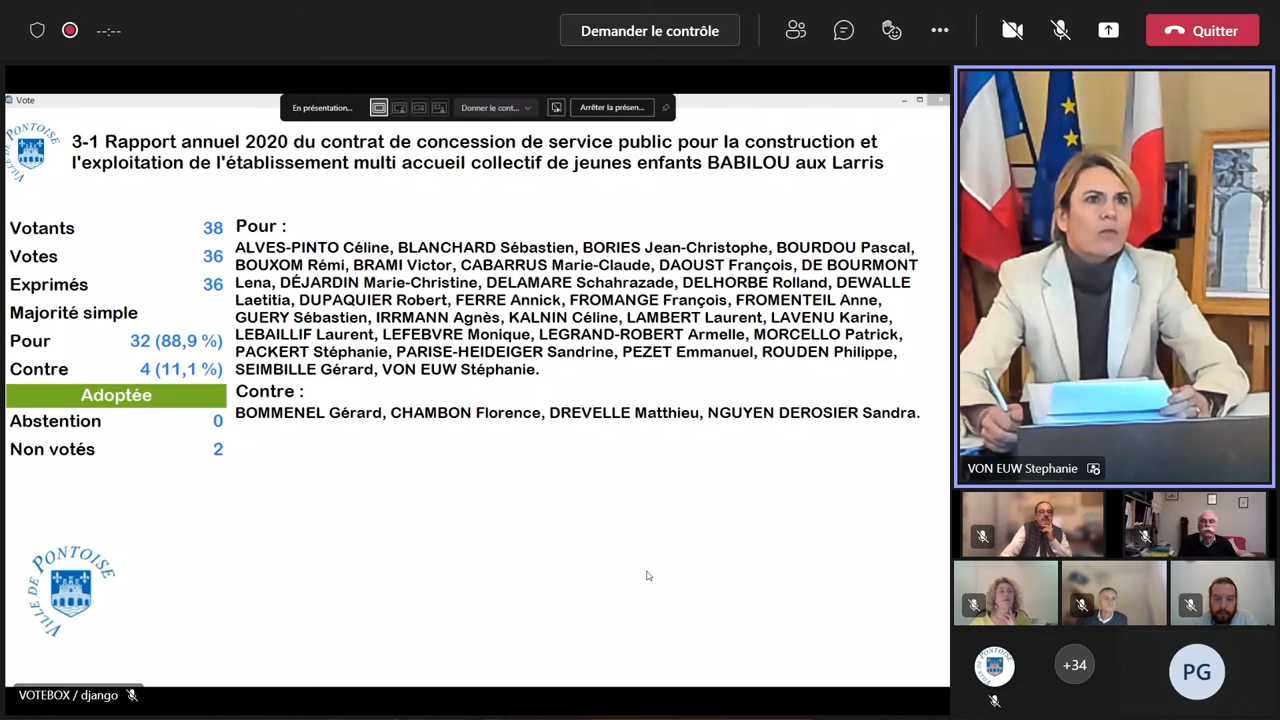 --:--
Demander le contrôle
Quitter
Vote
En présentation...
Donner le cont...
Arrêter la présen...
VILLE DE PONTOISE
3-1 Rapport annuel 2020 du contrat de concession de service public pour la construction et
l'exploitation de l'établissement multi accueil collectif de jeunes enfants BABILOU aux Larris
Votants 38
Votes 36
Exprimés 36
Majorité simple
Pour 32 (88,9 %)
Contre 4 (11,1 %)
Adoptée
Abstention 0
Non votés 2
Pour :
ALVES-PINTO Céline, BLANCHARD Sébastien, BORIES Jean-Christophe, BOURDOU Pascal,
BOUXOM Rémi, BRAMI Victor, CABARRUS Marie-Claude, DAOUST François, DE BOURMONT
Lena, DÉJARDIN Marie-Christine, DELAMARE Schahrazade, DELHORBE Rolland, DEWALLE
Laetitia, DUPAQUIER Robert, FERRE Annick, FROMANGE François, FROMENTEIL Anne,
GUERY Sébastien, IRRMANN Agnès, KALNIN Céline, LAMBERT Laurent, LAVENU Karine,
LEBAILLIF Laurent, LEFEBVRE Monique, LEGRAND-ROBERT Armelle, MORCELLO Patrick,
PACKERT Stéphanie, PARISE-HEIDEIGER Sandrine, PEZET Emmanuel, ROUDEN Philippe,
SEIMBILLE Gérard, VON EUW Stéphanie.
Contre :
BOMMENEL Gérard, CHAMBON Florence, DREVELLE Matthieu, NGUYEN DEROSIER Sandra.
VILLE DE PONTOISE
VOTEBOX / django
VON EUW Stephanie
+34
PG